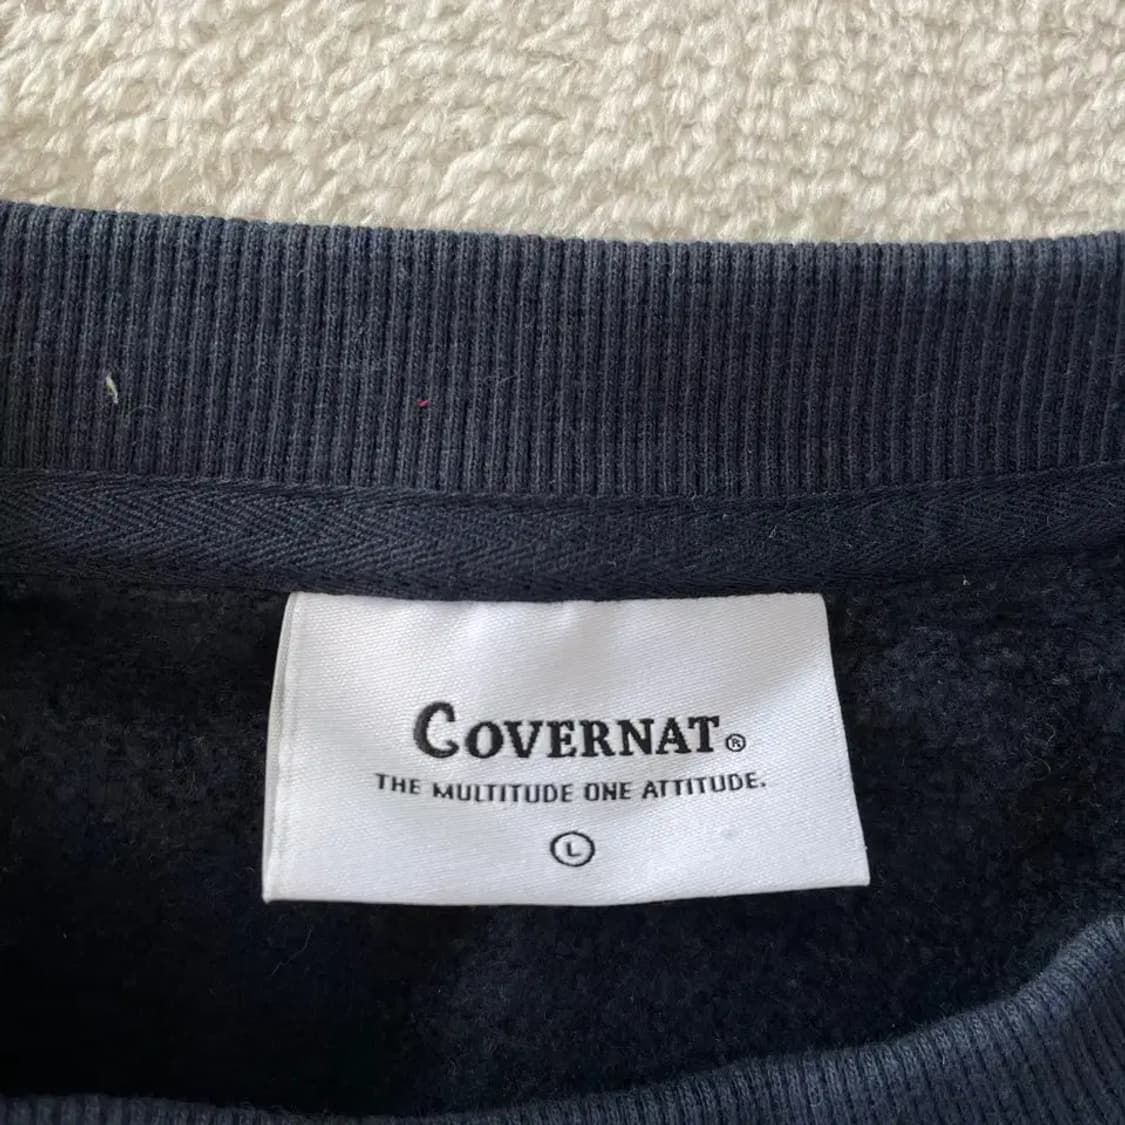 COVERNAT®
THE MULTITUDE ONE ATTITUDE.
L